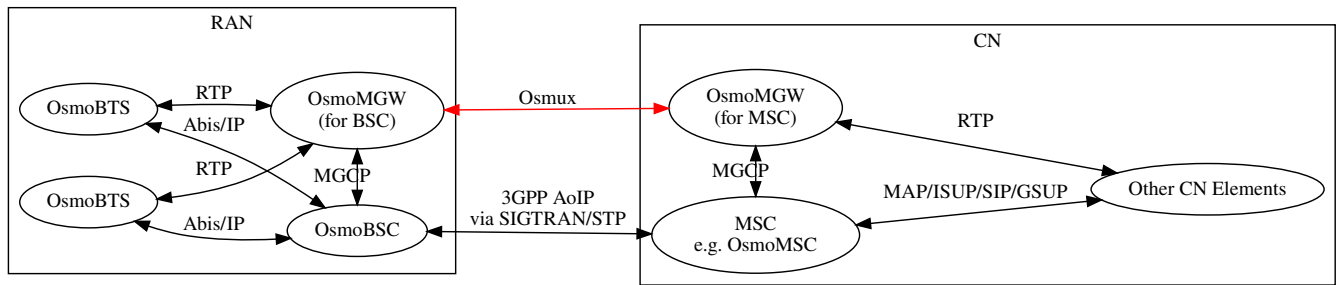 RAN
CN
OsmoBTS
RTP
OsmoMGW
(for BSC)
Osmux
OsmoMGW
(for MSC)
RTP
Abis/IP
RTP
MGCP
MGCP
OsmoBTS
Abis/IP
OsmoBSC
3GPP AoIP
via SIGTRAN/STP
MSC
e.g. OsmoMSC
MAP/ISUP/SIP/GSUP
Other CN Elements